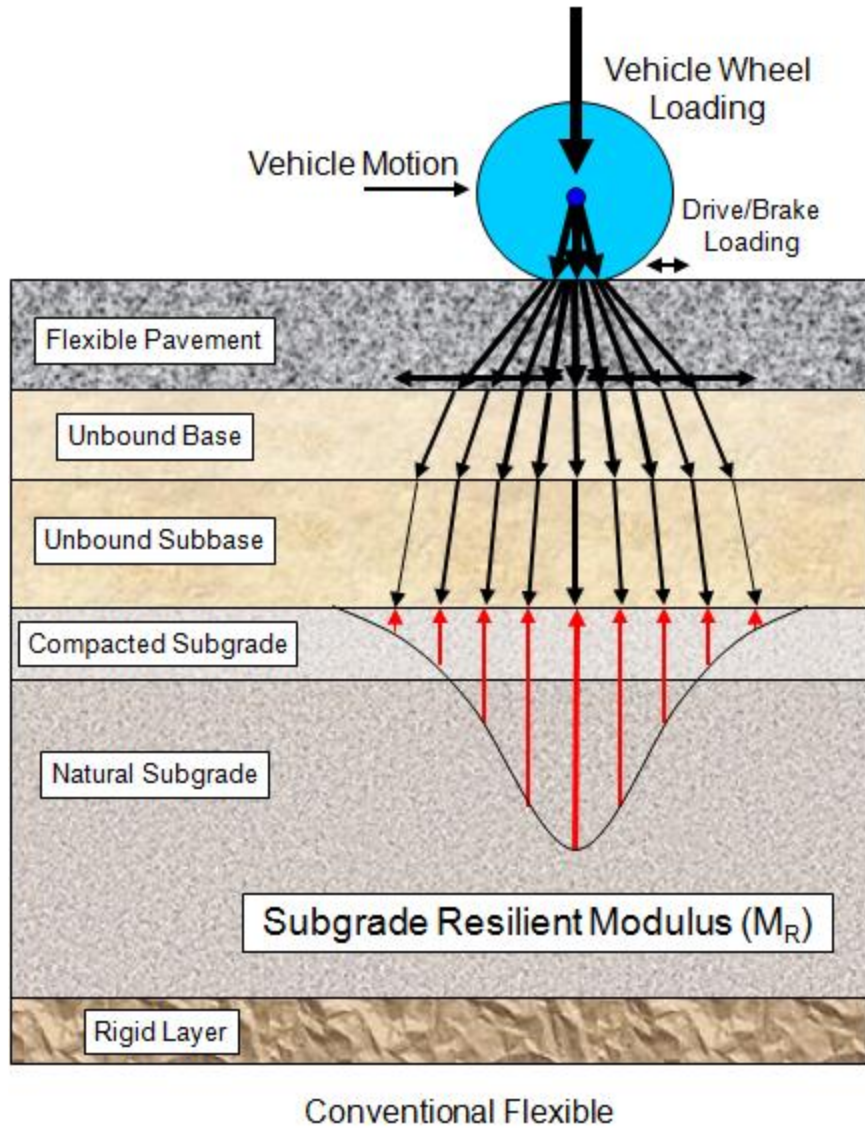 Vehicle Wheel
Loading
Vehicle Motion
Drive/Brake
Loading
Flexible Pavement
Unbound Base
Unbound Subbase
Compacted Subgrade
Natural Subgrade
Subgrade Resilient Modulus (M_R)
Rigid Layer
Conventional Flexible